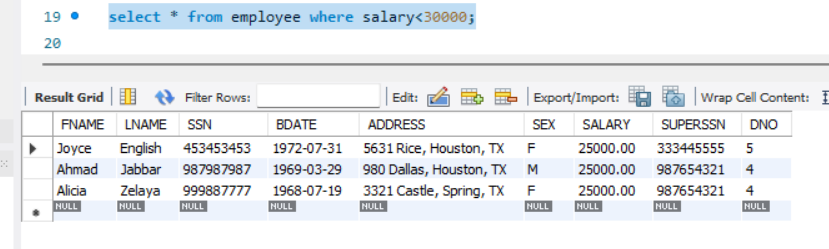 19 select * from employee where salary<30000;
20
Result Grid Filter Rows: Edit: Export/Import: Wrap Cell Content:
FNAME LNAME SSN BDATE ADDRESS SEX SALARY SUPERSSN DNO
Joyce English 453453453 1972-07-31 5631 Rice, Houston, TX F 25000.00 333445555 5
Ahmad Jabbar 987987987 1969-03-29 980 Dallas, Houston, TX M 25000.00 987654321 4
Alicia Zelaya 999887777 1968-07-19 3321 Castle, Spring, TX F 25000.00 987654321 4
NULL NULL NULL NULL NULL NULL NULL NULL NULL